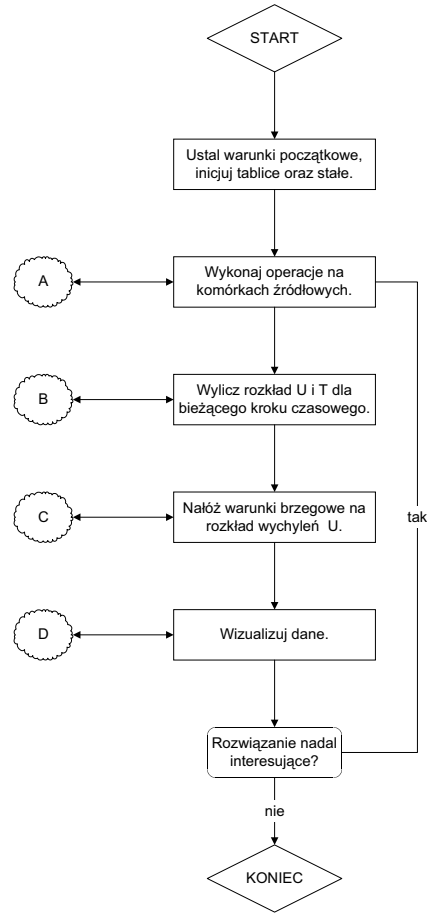 START
Ustal warunki początkowe,
inicjuj tablice oraz stałe.
A
Wykonaj operacje na
komórkach źródłowych.
B
Wylicz rozkład U i T dla
bieżącego kroku czasowego.
C
Nałóż warunki brzegowe na
rozkład wychyleń U.
tak
D
Wizualizuj dane.
Rozwiązanie nadal
interesujące?
nie
KONIEC